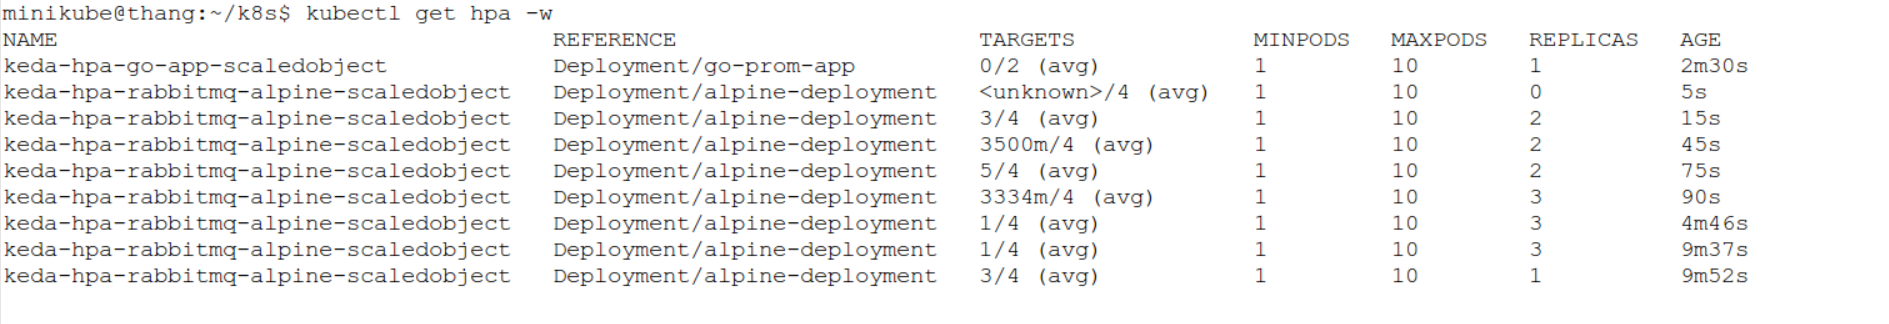 minikube@thang:~/k8s$ kubectl get hpa -w
NAME REFERENCE TARGETS MINPODS MAXPODS REPLICAS AGE
keda-hpa-go-app-scaledobject Deployment/go-prom-app 0/2 (avg) 1 10 1 2m30s
keda-hpa-rabbitmq-alpine-scaledobject Deployment/alpine-deployment <unknown>/4 (avg) 1 10 0 5s
keda-hpa-rabbitmq-alpine-scaledobject Deployment/alpine-deployment 3/4 (avg) 1 10 2 15s
keda-hpa-rabbitmq-alpine-scaledobject Deployment/alpine-deployment 3500m/4 (avg) 1 10 2 45s
keda-hpa-rabbitmq-alpine-scaledobject Deployment/alpine-deployment 5/4 (avg) 1 10 2 75s
keda-hpa-rabbitmq-alpine-scaledobject Deployment/alpine-deployment 3334m/4 (avg) 1 10 3 90s
keda-hpa-rabbitmq-alpine-scaledobject Deployment/alpine-deployment 1/4 (avg) 1 10 3 4m46s
keda-hpa-rabbitmq-alpine-scaledobject Deployment/alpine-deployment 1/4 (avg) 1 10 3 9m37s
keda-hpa-rabbitmq-alpine-scaledobject Deployment/alpine-deployment 3/4 (avg) 1 10 1 9m52s